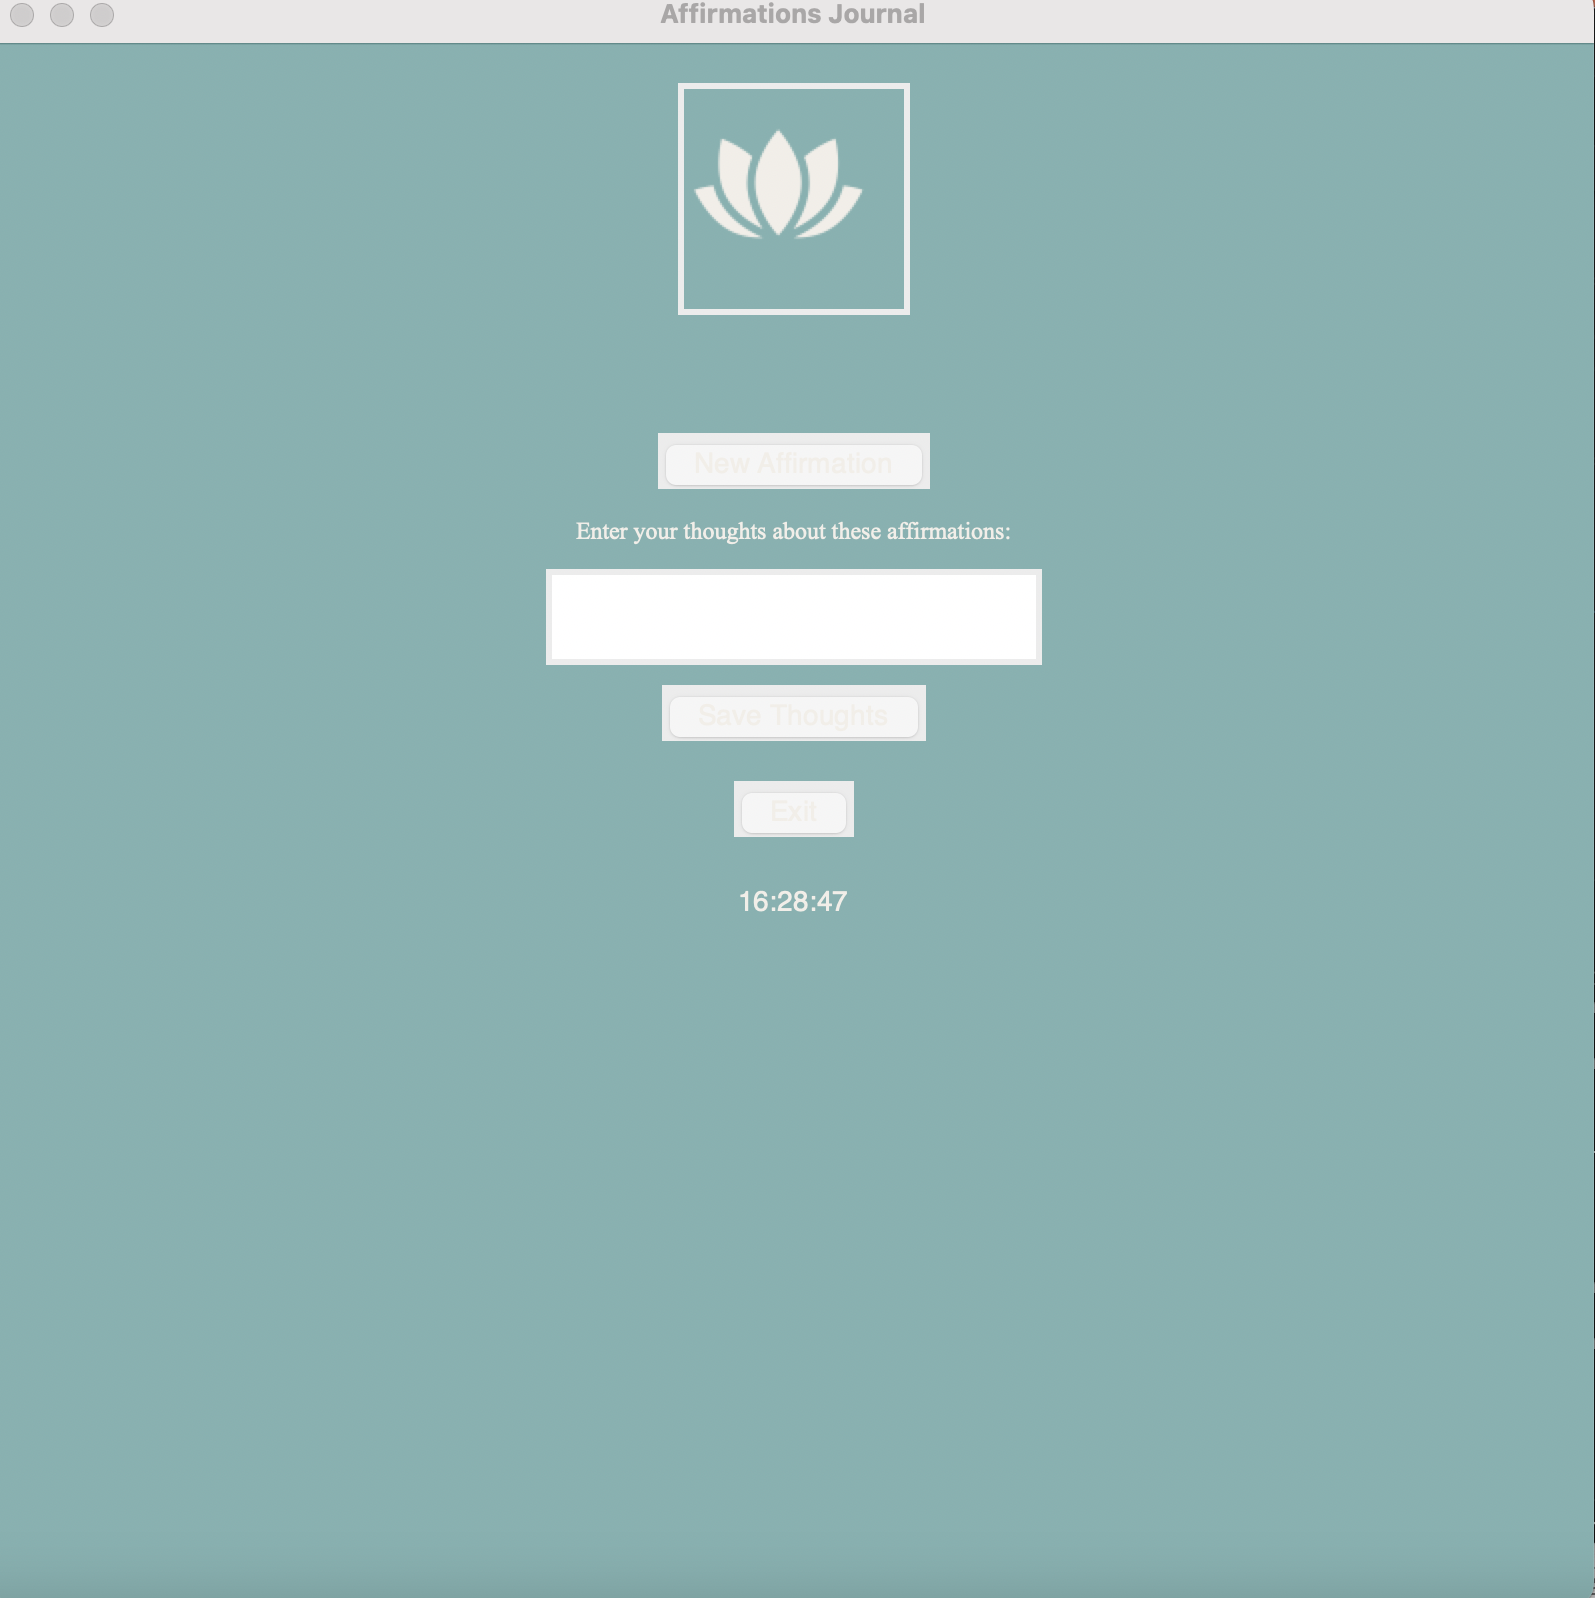 Affirmations Journal
New Affirmation
Enter your thoughts about these affirmations:
Save Thoughts
Exit
16:28:47